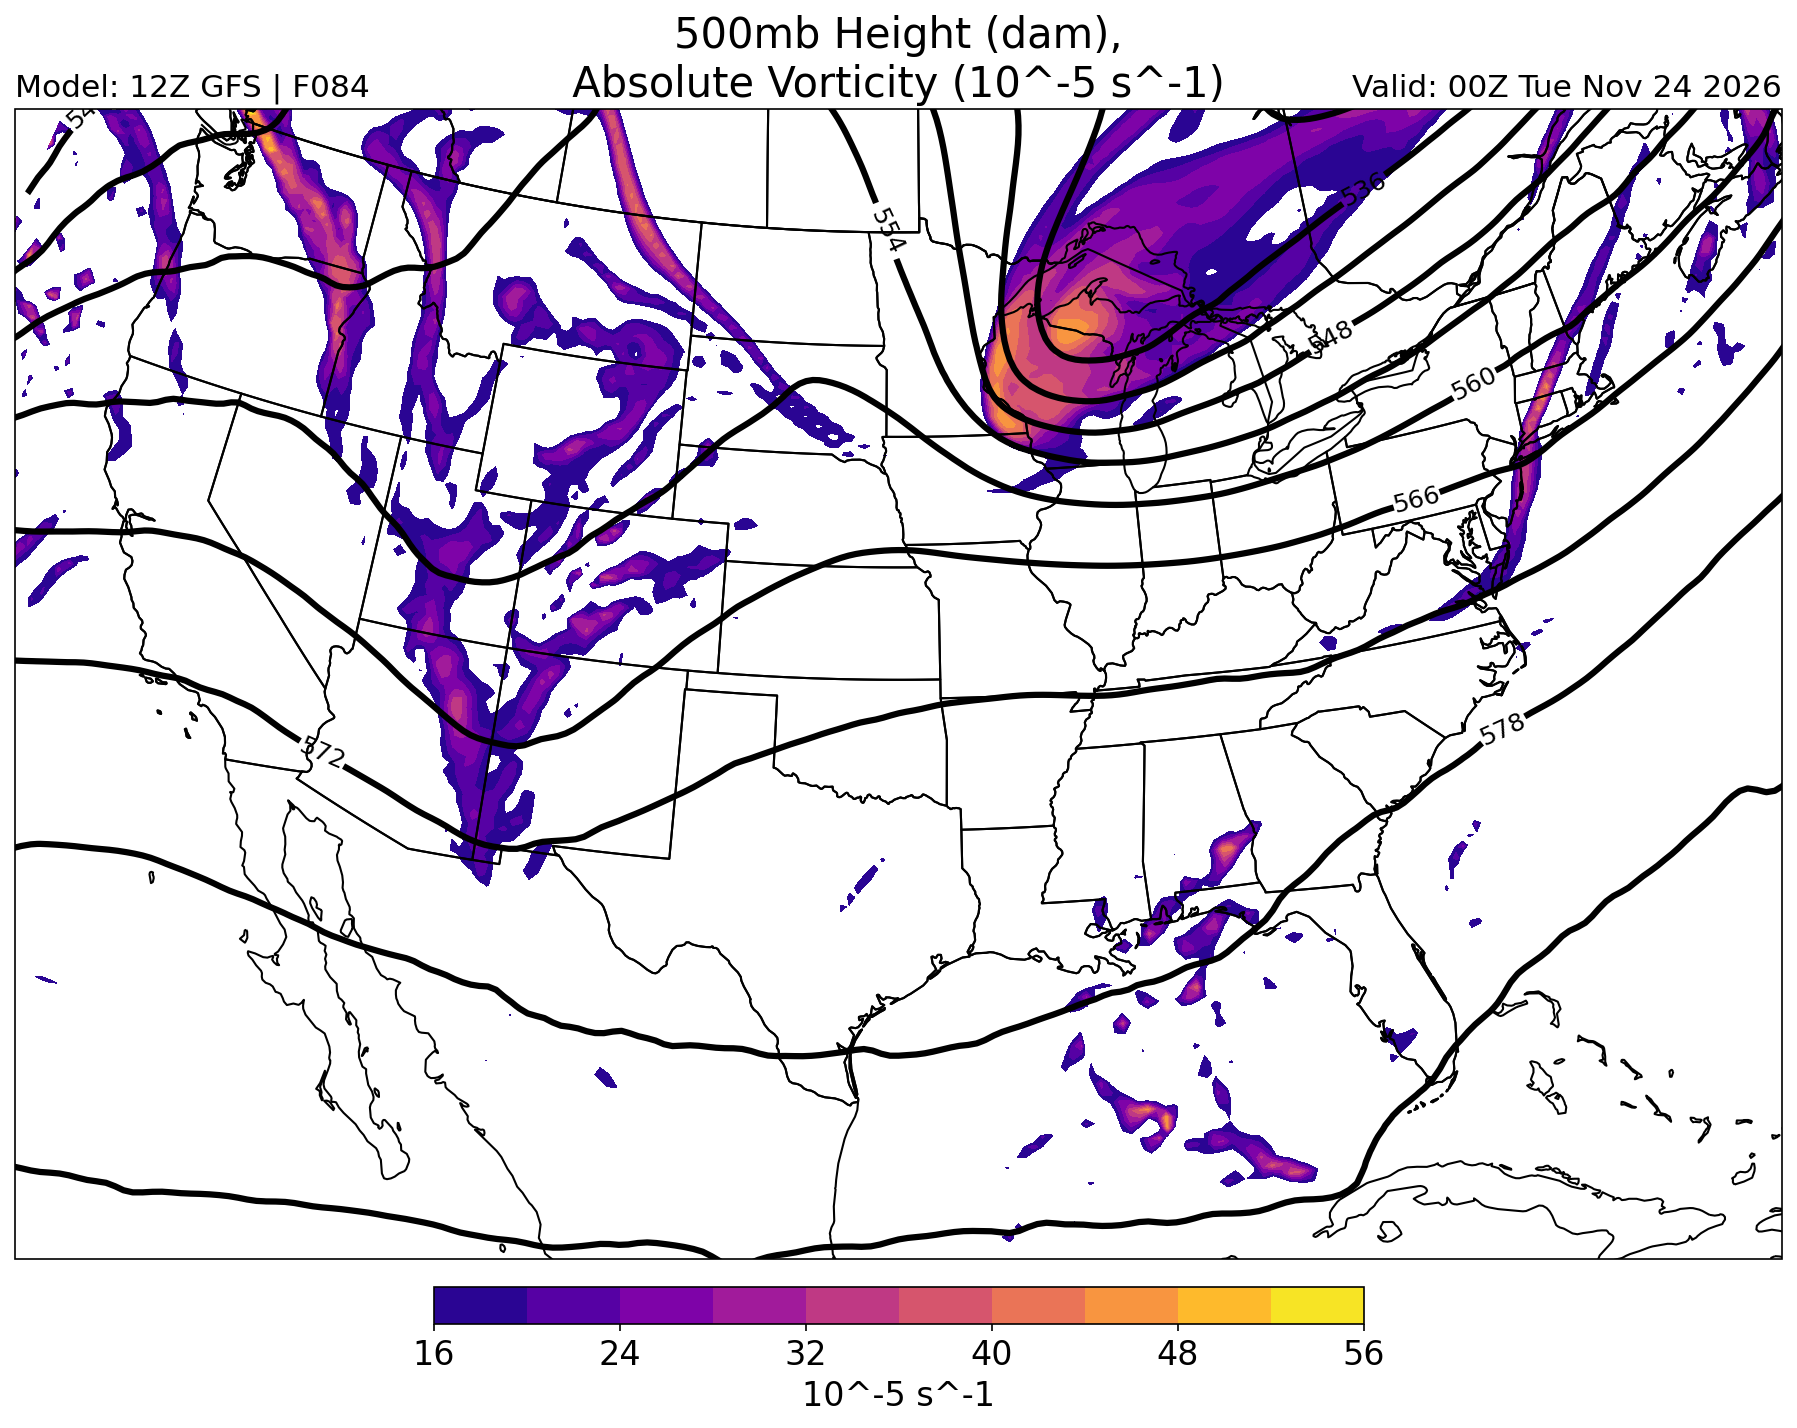 500mb Height (dam),
Model: 12Z GFS | F084
Absolute Vorticity (10^-5 s^-1)
Valid: 00Z Tue Nov 24 2026
554
536
548
560
566
572
578
16 24 32 40 48 56
10^-5 s^-1